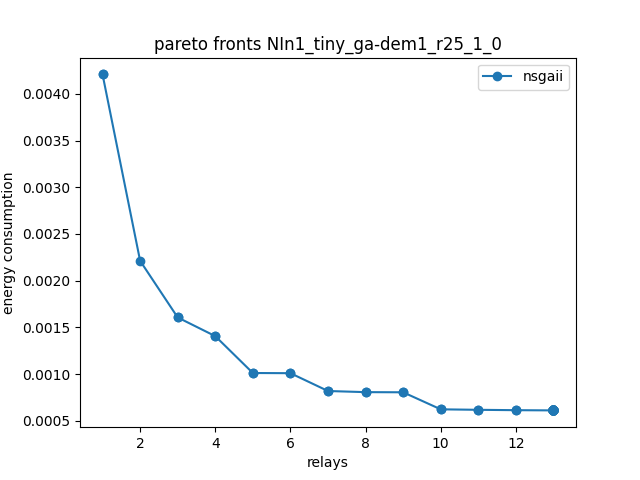 pareto fronts NIn1_tiny_ga-dem1_r25_1_0
nsgaii
energy consumption
0.0040
0.0035
0.0030
0.0025
0.0020
0.0015
0.0010
0.0005
2 4 6 8 10 12
relays